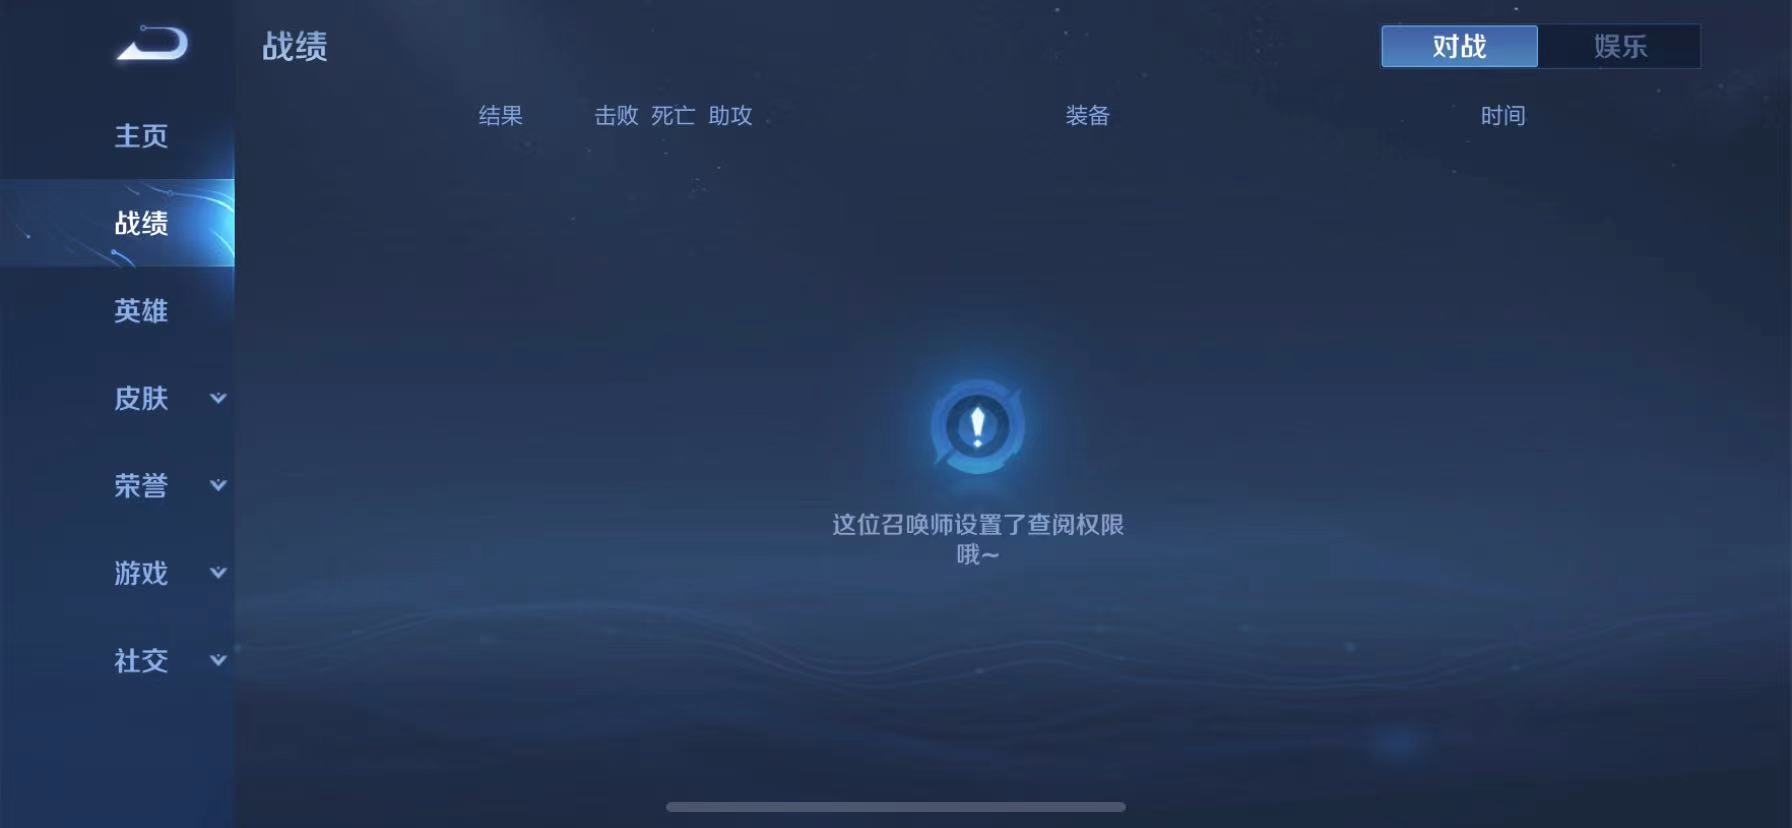 战绩
对战
娱乐
结果
击败 死亡 助攻
装备
时间
主页
战绩
英雄
皮肤
荣誉
游戏
社交
这位召唤师设置了查阅权限
哦~